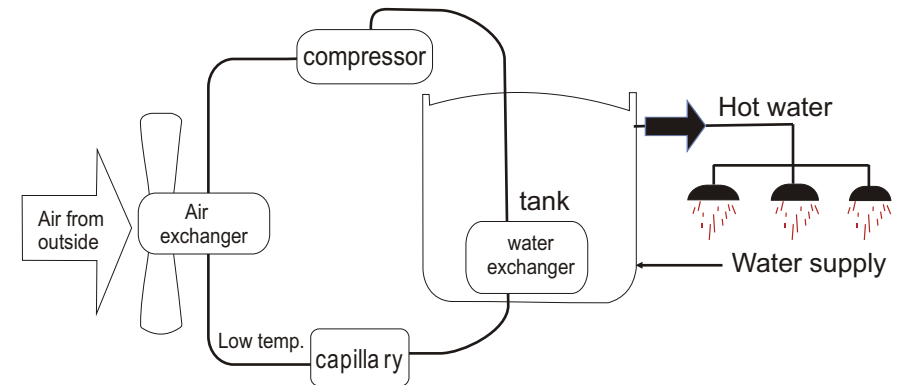 compressor
Hot water
Air from
outside
Air
exchanger
tank
water
exchanger
Water supply
Low temp.
capilla ry